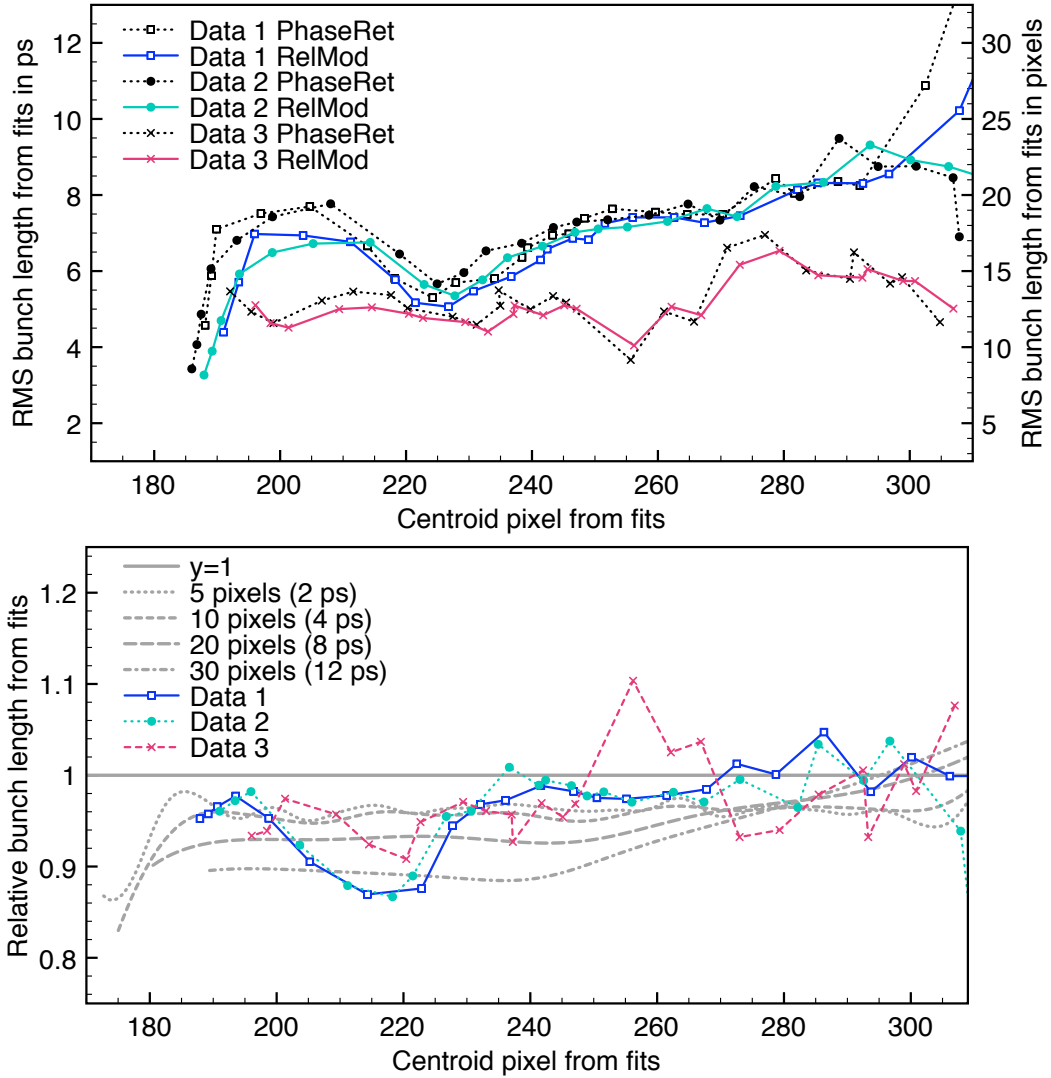 12
10
8
6
4
2
RMS bunch length from fits in ps
Data 1 PhaseRet
Data 1 RelMod
Data 2 PhaseRet
Data 2 RelMod
Data 3 PhaseRet
Data 3 RelMod
30
25
20
15
10
5
RMS bunch length from fits in pixels
180 200 220 240 260 280 300
Centroid pixel from fits
1.2
1.1
1
0.9
0.8
Relative bunch length from fits
y=1
5 pixels (2 ps)
10 pixels (4 ps)
20 pixels (8 ps)
30 pixels (12 ps)
Data 1
Data 2
Data 3
180 200 220 240 260 280 300
Centroid pixel from fits